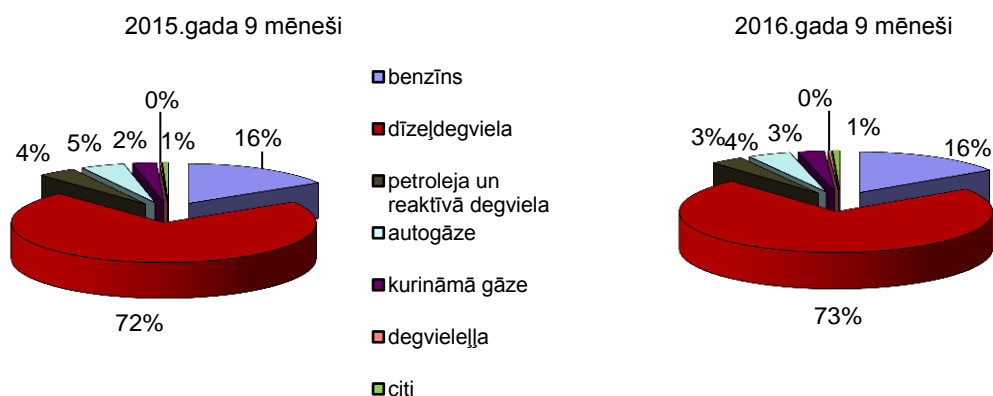 2015.gada 9 mēneši
0%
4%
5%
2%
1%
16%
72%
benzīns
dīzeļdegviela
petroleja un
reaktīvā degviela
autogāze
kurināmā gāze
degvieleļļa
citi
2016.gada 9 mēneši
0%
3%
4%
3%
1%
16%
73%